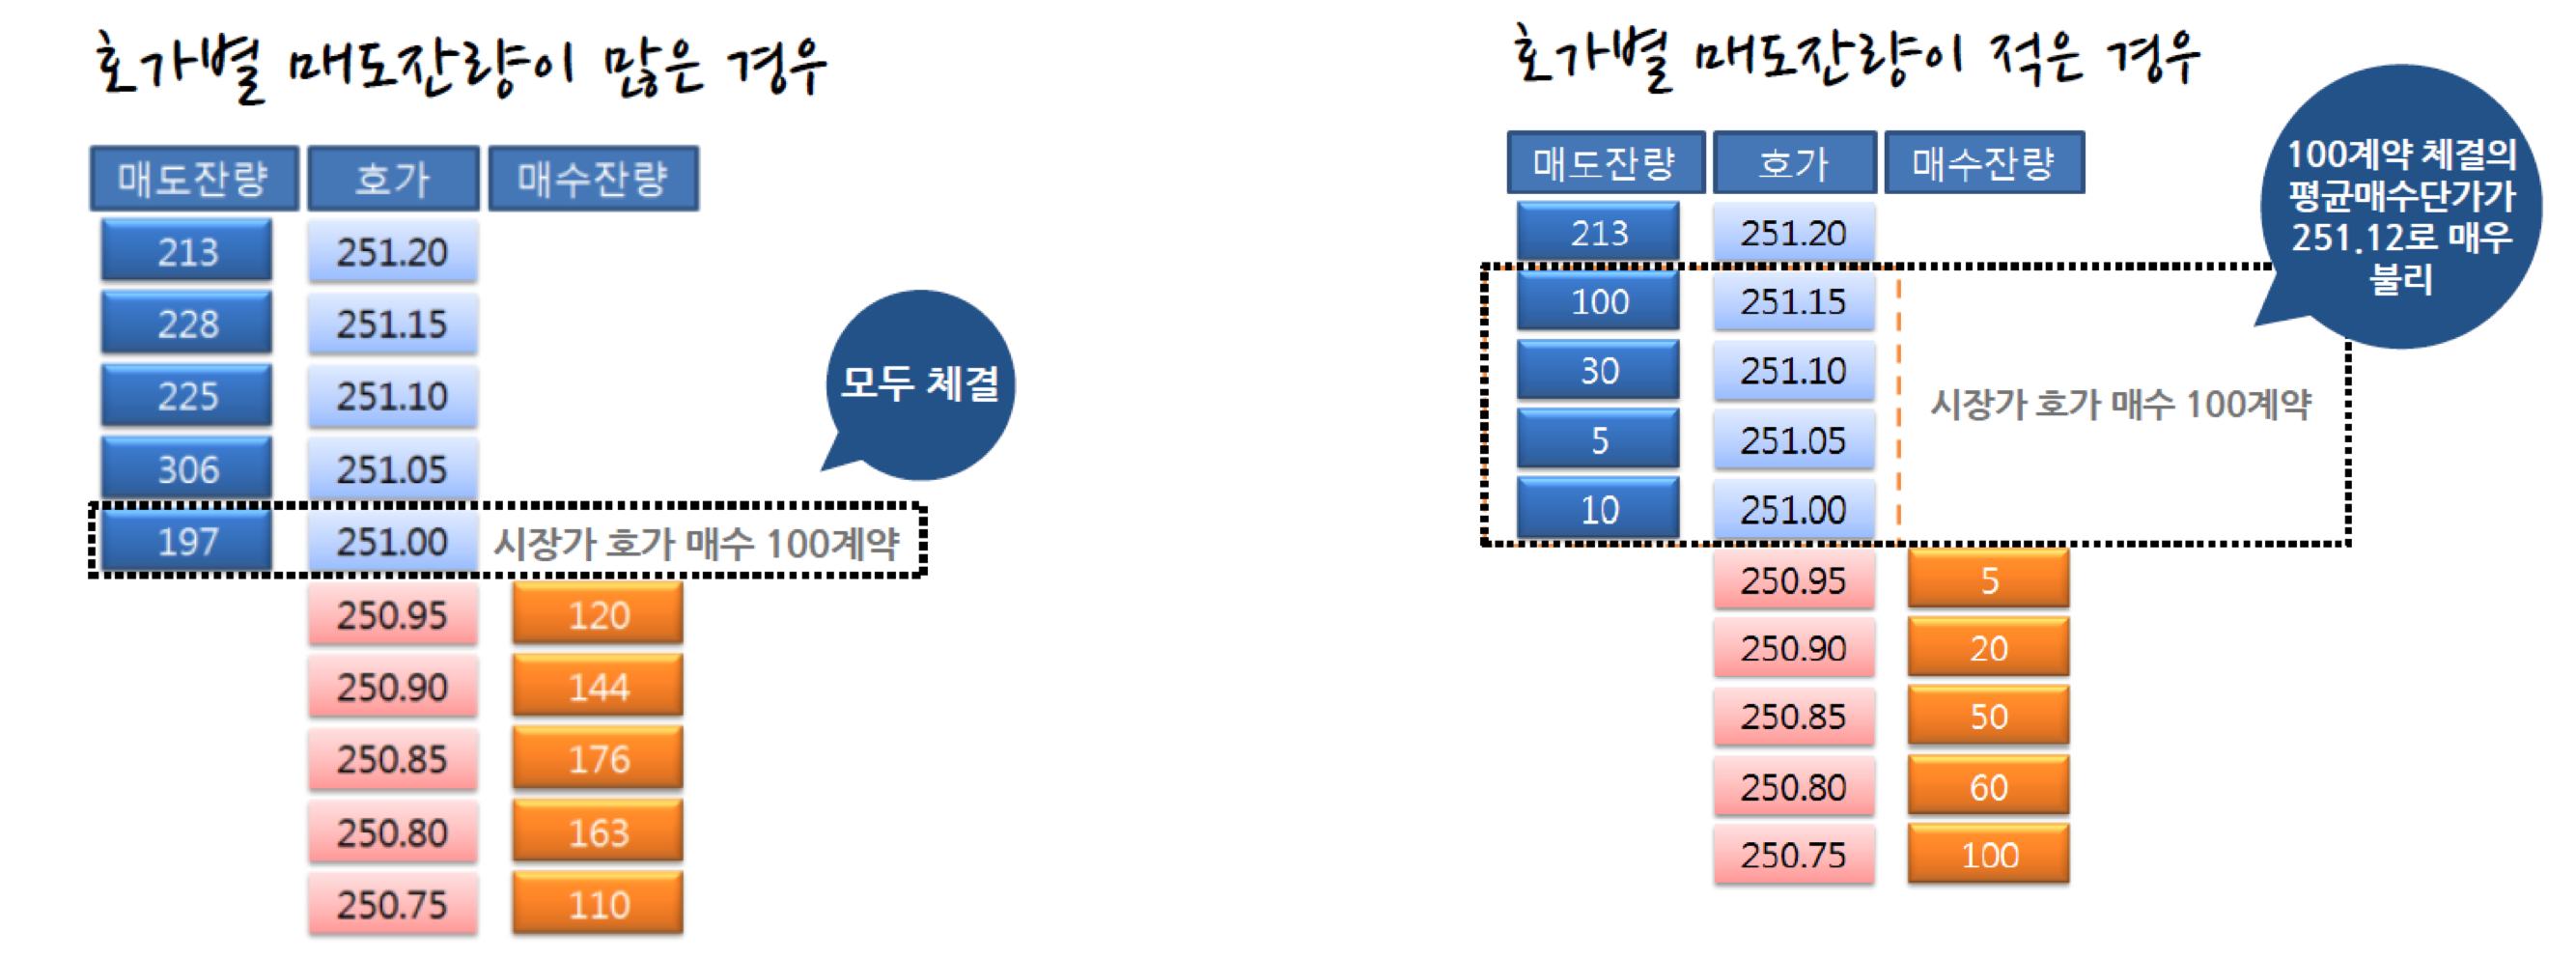 호가별 매도잔량이 많은 경우
매도잔량 호가 매수잔량
213 251.20
228 251.15
225 251.10
306 251.05
197 251.00 시장가 호가 매수 100계약
250.95 120
250.90 144
250.85 176
250.80 163
250.75 110
모두 체결
호가별 매도잔량이 적은 경우
매도잔량 호가 매수잔량
213 251.20
100 251.15
30 251.10
5 251.05
10 251.00
시장가 호가 매수 100계약
250.95 5
250.90 20
250.85 50
250.80 60
250.75 100
100계약 체결의
평균매수단가가
251.12로 매우
불리